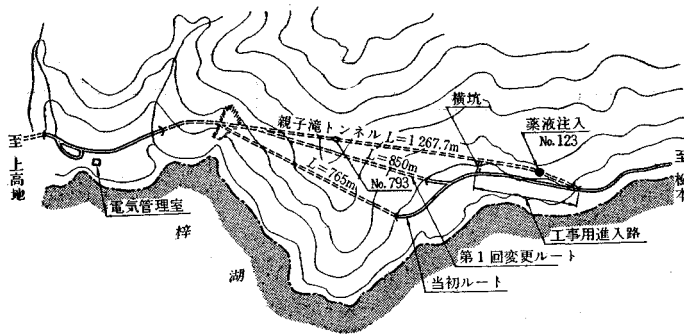 横坑
薬液注入
No.123
親子滝トンネル L=1 267.7m
L=850m
No.793
L=765m
至上高地
至松本
電気管理室
梓湖
工事用進入路
第1回変更ルート
当初ルート